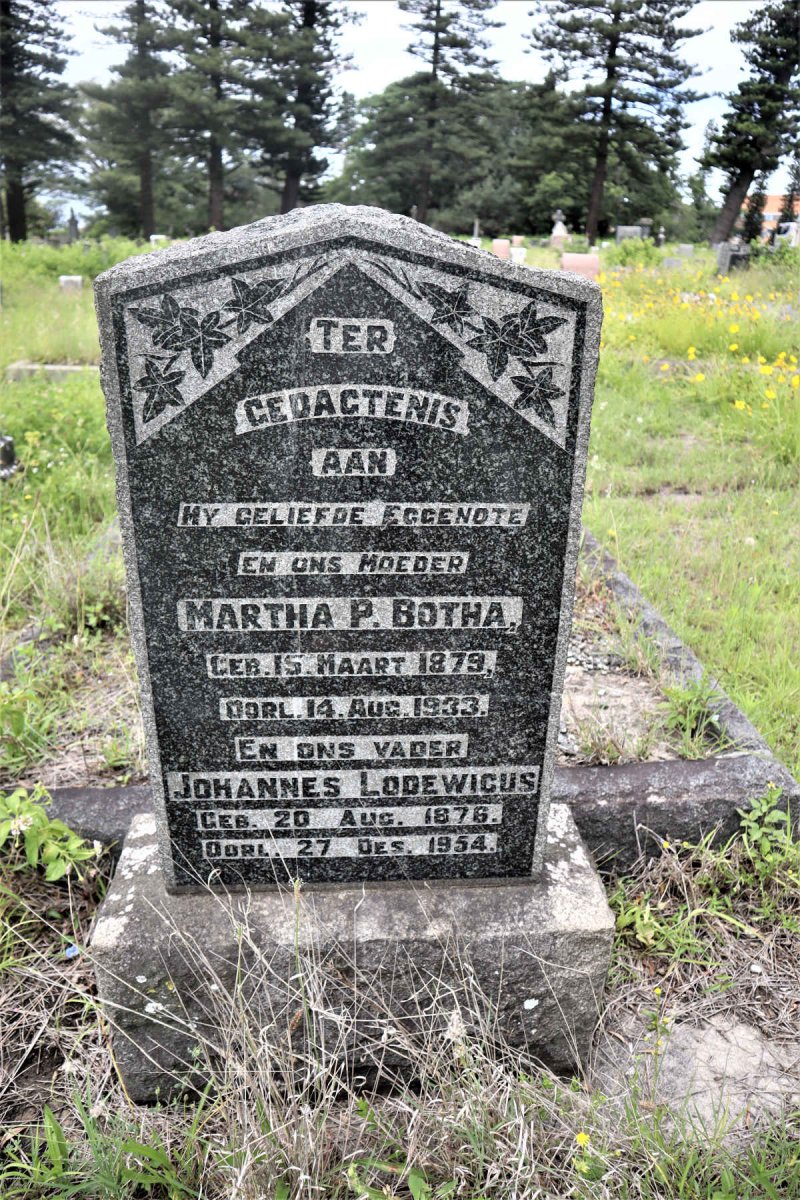 TER
GEDAGTENIS
AAN
MY GELIEFDE EGGENOTE
EN ONS MOEDER
MARTHA P. BOTHA,
GEB. 15. MAART 1879,
OORL. 14. AUG. 1933.
EN ONS VADER
JOHANNES LODEWICUS
GEB. 20 AUG. 1876.
OORL. 27 DES. 1954.